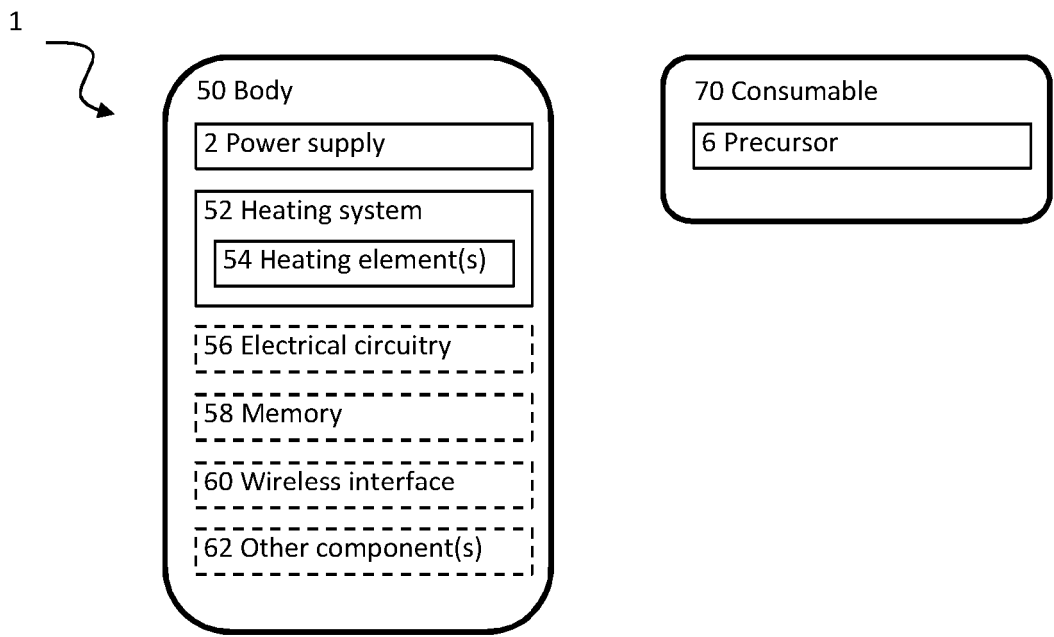 1
50 Body
2 Power supply
52 Heating system
54 Heating element(s)
56 Electrical circuitry
58 Memory
60 Wireless interface
62 Other component(s)
70 Consumable
6 Precursor